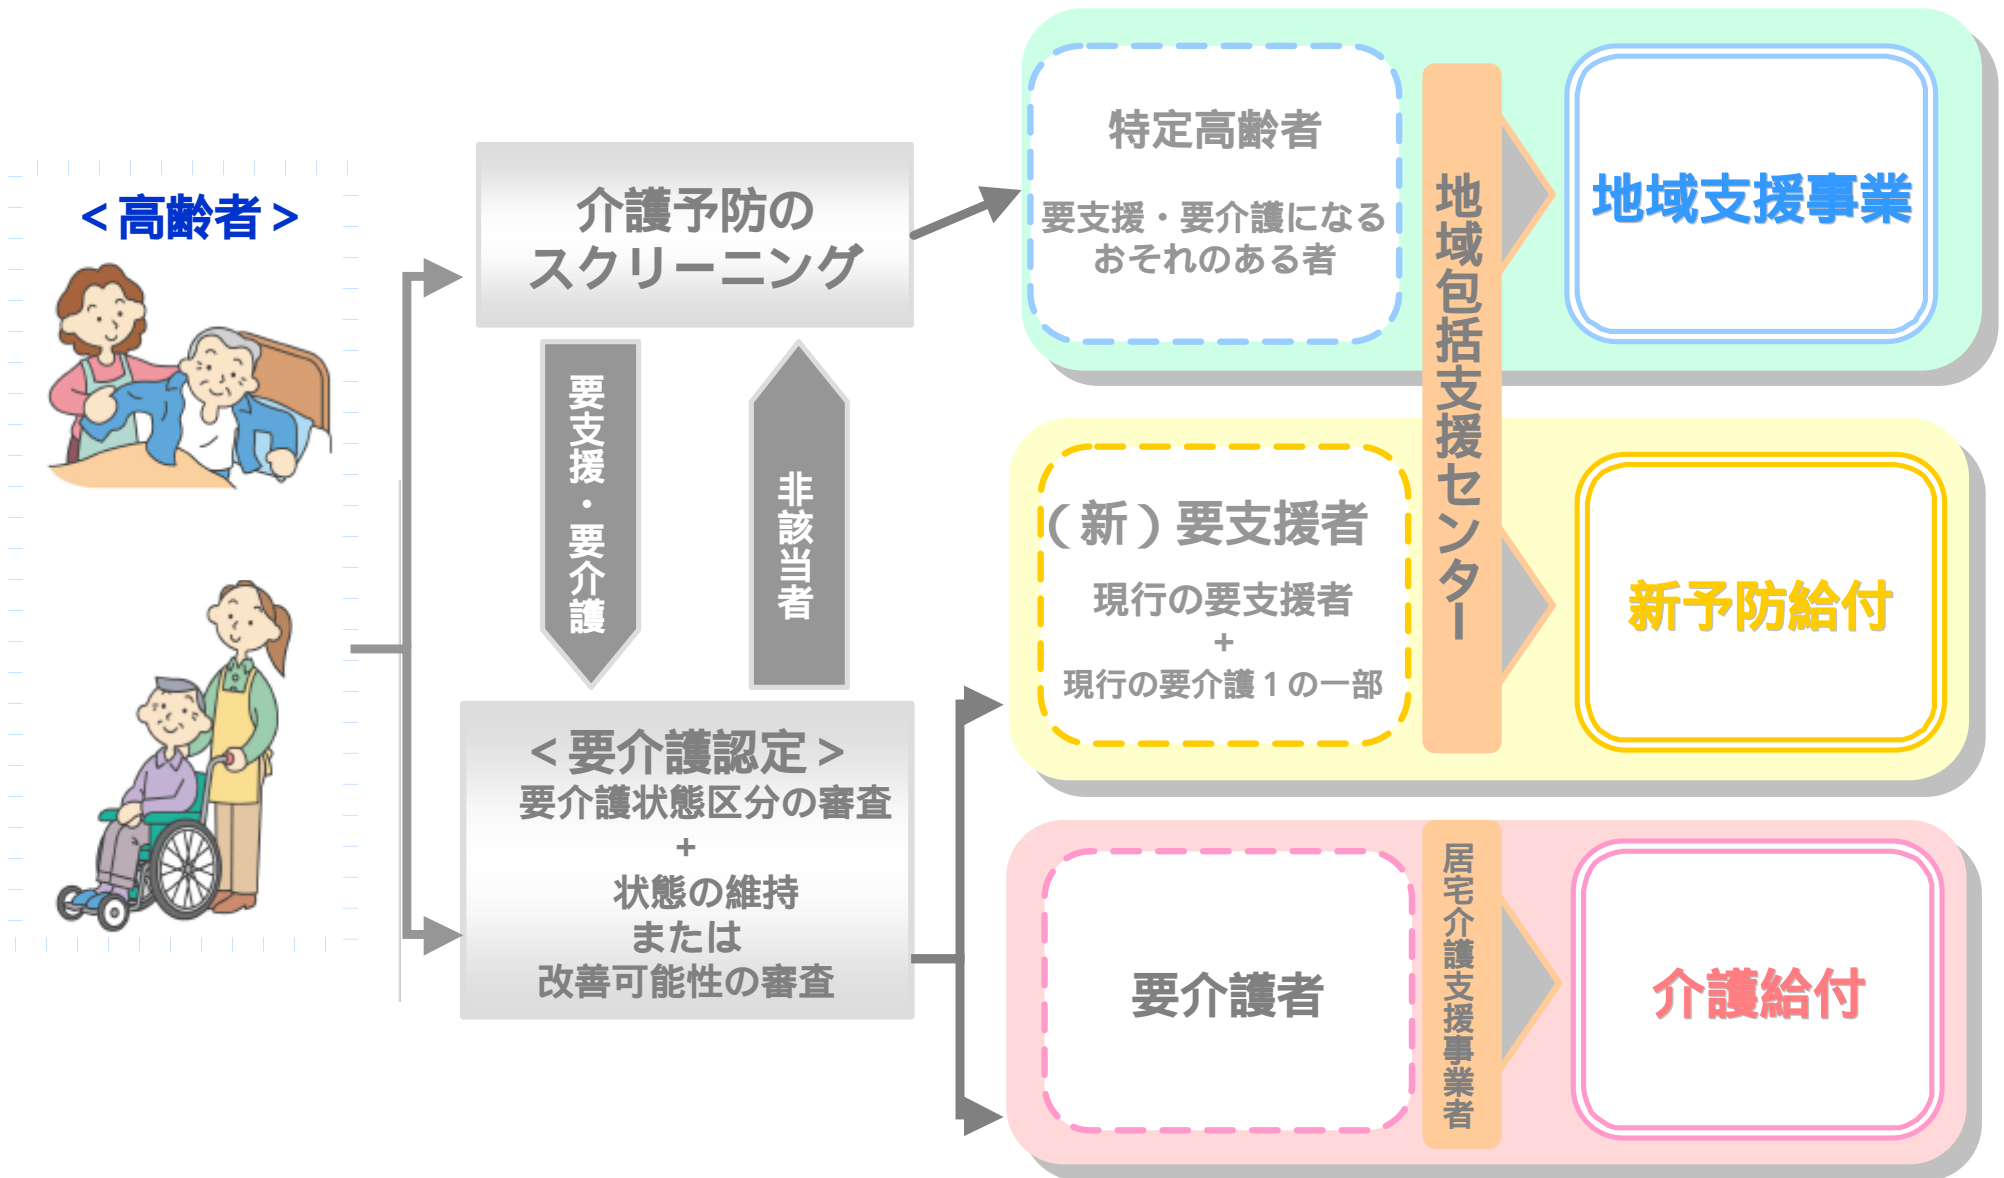 ＜高齢者＞
介護予防の
スクリーニング
要支援・要介護
非該当者
＜要介護認定＞
要介護状態区分の審査
+
状態の維持
または
改善可能性の審査
特定高齢者
要支援・要介護になる
おそれのある者
地域包括支援センター
地域支援事業
（新）要支援者
現行の要支援者
+
現行の要介護１の一部
新予防給付
要介護者
居宅介護支援事業者
介護給付